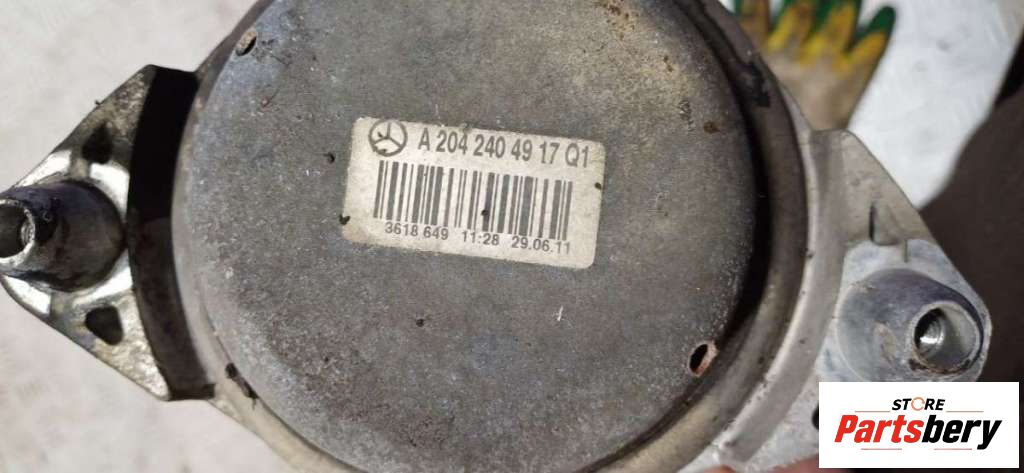 A 204 240 49 17 Q1
3618 649 11:28 29.06.11
STORE
Partsbery